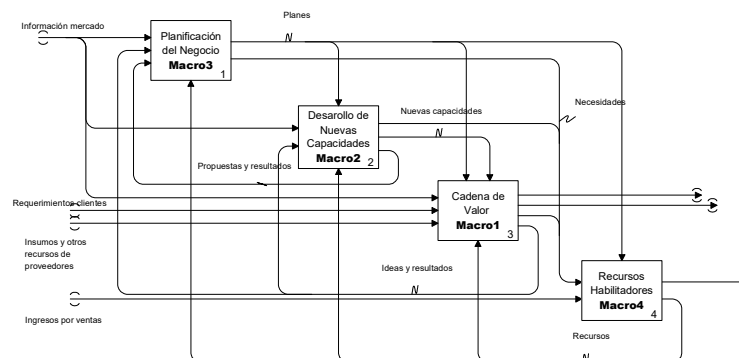 Información mercado
Planes
Planificación
del Negocio
Macro3
1
Desarollo de
Nuevas
Capacidades
Macro2
2
Nuevas capacidades
Necesidades
Propuestas y resultados
Cadena de
Valor
Macro1
3
Requerimientos clientes
Insumos y otros
recursos de
proveedores
Ideas y resultados
Recursos
Habilitadores
Macro4
4
Ingresos por ventas
Recursos